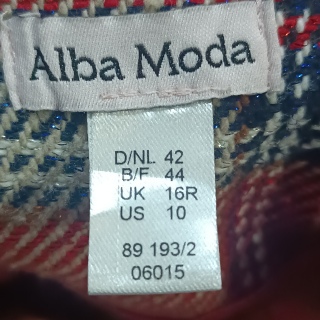 Alba Moda
D/NL 42
B/F 44
UK 16R
US 10
89 193/2
06015